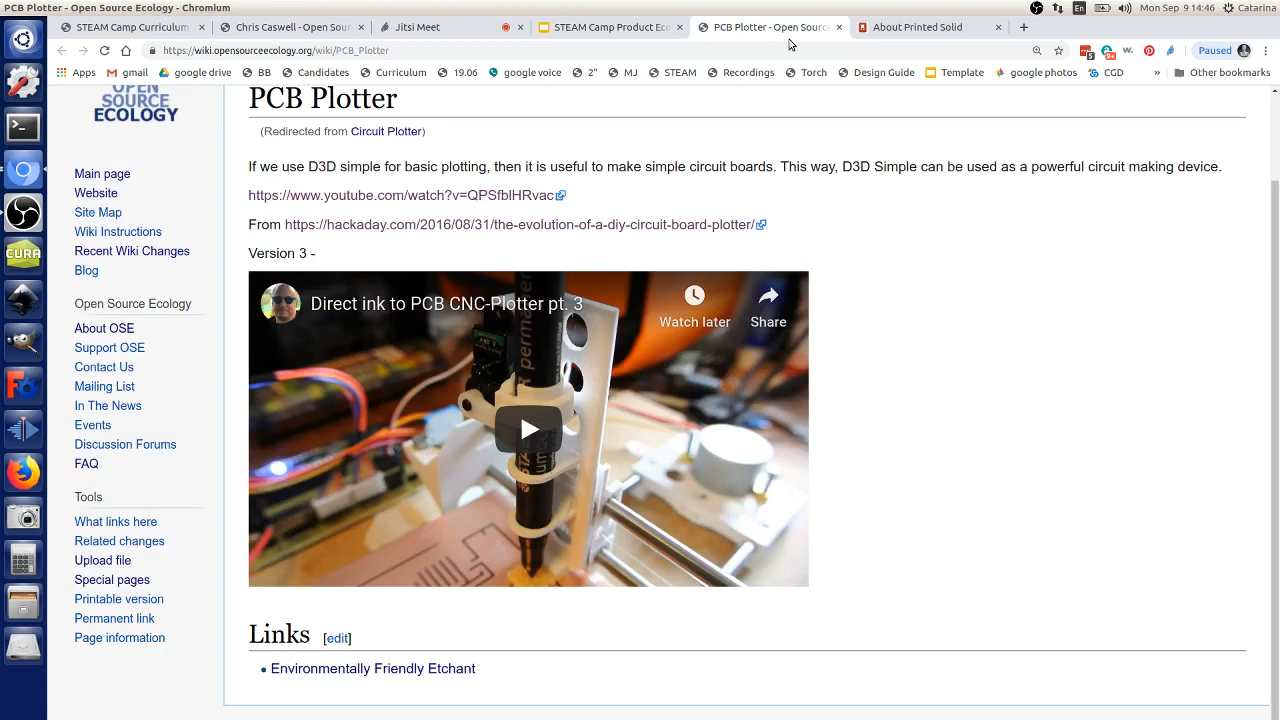 PCB Plotter - Open Source Ecology - Chromium
En
Mon Sep 9 14:46
Catarina
STEAM Camp Curriculum
Chris Caswell - Open Sour
Jitsi Meet
STEAM Camp Product Eco
PCB Plotter - Open Source
About Printed Solid
https://wiki.opensourceecology.org/wiki/PCB_Plotter
5
9+
W.
Paused
Apps
gmail
google drive
BB
Candidates
Curriculum
19.06
google voice
2"
MJ
STEAM
Recordings
Torch
Design Guide
Template
google photos
CGD
»
Other bookmarks
OPEN
SOURCE
ECOLOGY
Main page
Website
Site Map
Wiki Instructions
Recent Wiki Changes
Blog
Open Source Ecology
About OSE
Support OSE
Contact Us
Mailing List
In The News
Events
Discussion Forums
FAQ
Tools
What links here
Related changes
Upload file
Special pages
Printable version
Permanent link
Page information
PCB Plotter
(Redirected from Circuit Plotter)
If we use D3D simple for basic plotting, then it is useful to make simple circuit boards. This way, D3D Simple can be used as a powerful circuit making device.
https://www.youtube.com/watch?v=QPSfblHRvac
From https://hackaday.com/2016/08/31/the-evolution-of-a-diy-circuit-board-plotter/
Version 3 -
Direct ink to PCB CNC-Plotter pt. 3
Watch later
Share
permane
Links [edit]
Environmentally Friendly Etchant
CURA